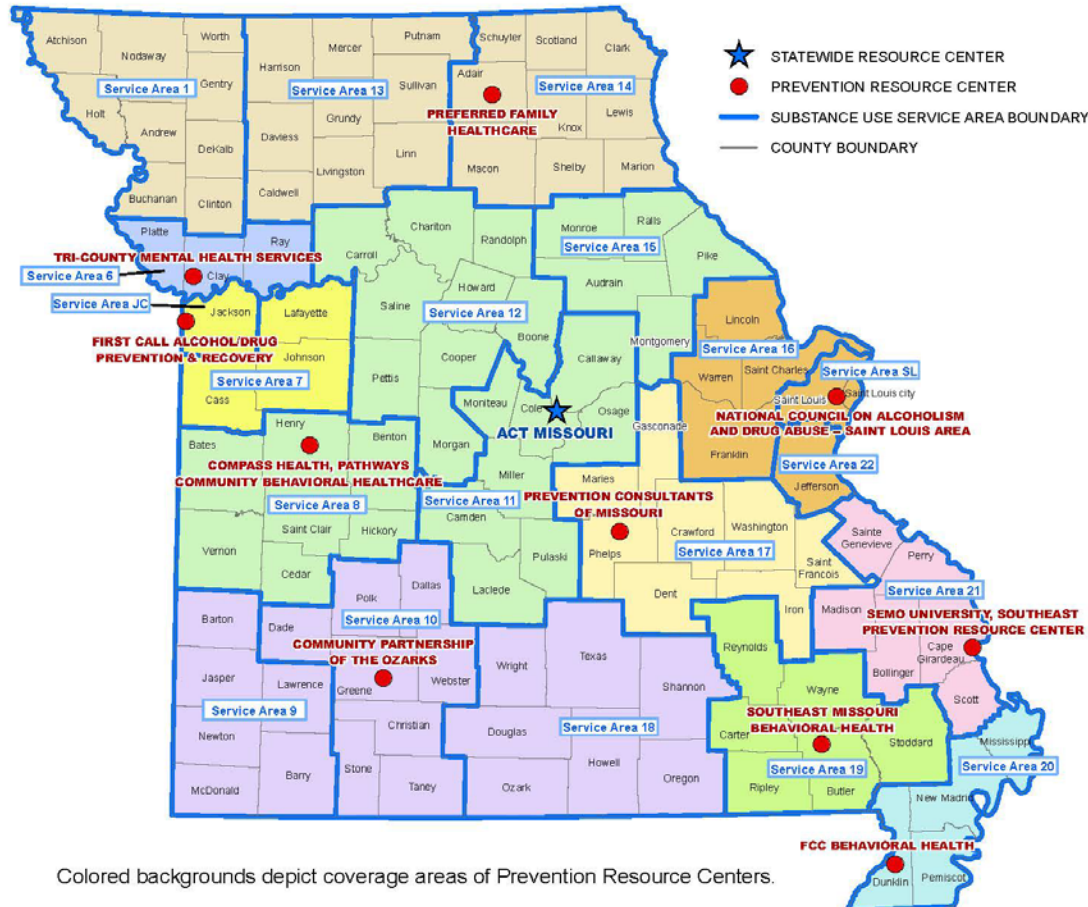 Atchison
Nodaway
Worth
Gentry
Service Area 1
Holt
Andrew
DeKalb
Buchanan
Clinton
Harrison
Mercer
Putnam
Sullivan
Service Area 13
Grundy
Daviess
Linn
Livingston
Caldwell
Schuyler
Scotland
Clark
Adair
Service Area 14
Lewis
PREFERRED FAMILY
HEALTHCARE
Knox
Macon
Shelby
Marion
STATEWIDE RESOURCE CENTER
PREVENTION RESOURCE CENTER
SUBSTANCE USE SERVICE AREA BOUNDARY
COUNTY BOUNDARY
Platte
Ray
TRI-COUNTY MENTAL HEALTH SERVICES
Service Area 6
Clay
Service Area JC
Jackson
Lafayette
FIRST CALL ALCOHOL/DRUG
PREVENTION & RECOVERY
Johnson
Service Area 7
Cass
Carroll
Chariton
Randolph
Howard
Saline
Service Area 12
Boone
Cooper
Pettis
Moniteau
Cole
Morgan
Monroe
Ralls
Service Area 15
Pike
Audrain
Montgomery
Callaway
Osage
ACT MISSOURI
Miller
Service Area 11
Camden
Pulaski
Laclede
Lincoln
Service Area 16
Warren
Saint Charles
Service Area SL
Saint Louis
Saint Louis city
NATIONAL COUNCIL ON ALCOHOLISM
AND DRUG ABUSE – SAINT LOUIS AREA
Franklin
Service Area 22
Jefferson
Bates
Henry
Benton
COMPASS HEALTH, PATHWAYS
COMMUNITY BEHAVIORAL HEALTHCARE
Service Area 8
Saint Clair
Hickory
Vernon
Cedar
Gasconade
Maries
PREVENTION CONSULTANTS
OF MISSOURI
Crawford
Washington
Phelps
Service Area 17
Saint
Francois
Dent
Iron
Sainte
Genevieve
Perry
Service Area 21
Madison
SEMO UNIVERSITY, SOUTHEAST
PREVENTION RESOURCE CENTER
Cape
Girardeau
Bollinger
Scott
Barton
Jasper
Lawrence
Service Area 9
Newton
Barry
McDonald
Polk
Dallas
Dade
Service Area 10
COMMUNITY PARTNERSHIP
OF THE OZARKS
Greene
Webster
Christian
Stone
Taney
Wright
Texas
Shannon
Douglas
Service Area 18
Howell
Ozark
Oregon
Reynolds
Wayne
SOUTHEAST MISSOURI
BEHAVIORAL HEALTH
Carter
Stoddard
Service Area 19
Ripley
Butler
Mississippi
Service Area 20
New Madrid
FCC BEHAVIORAL HEALTH
Dunklin
Pemiscot
Colored backgrounds depict coverage areas of Prevention Resource Centers.